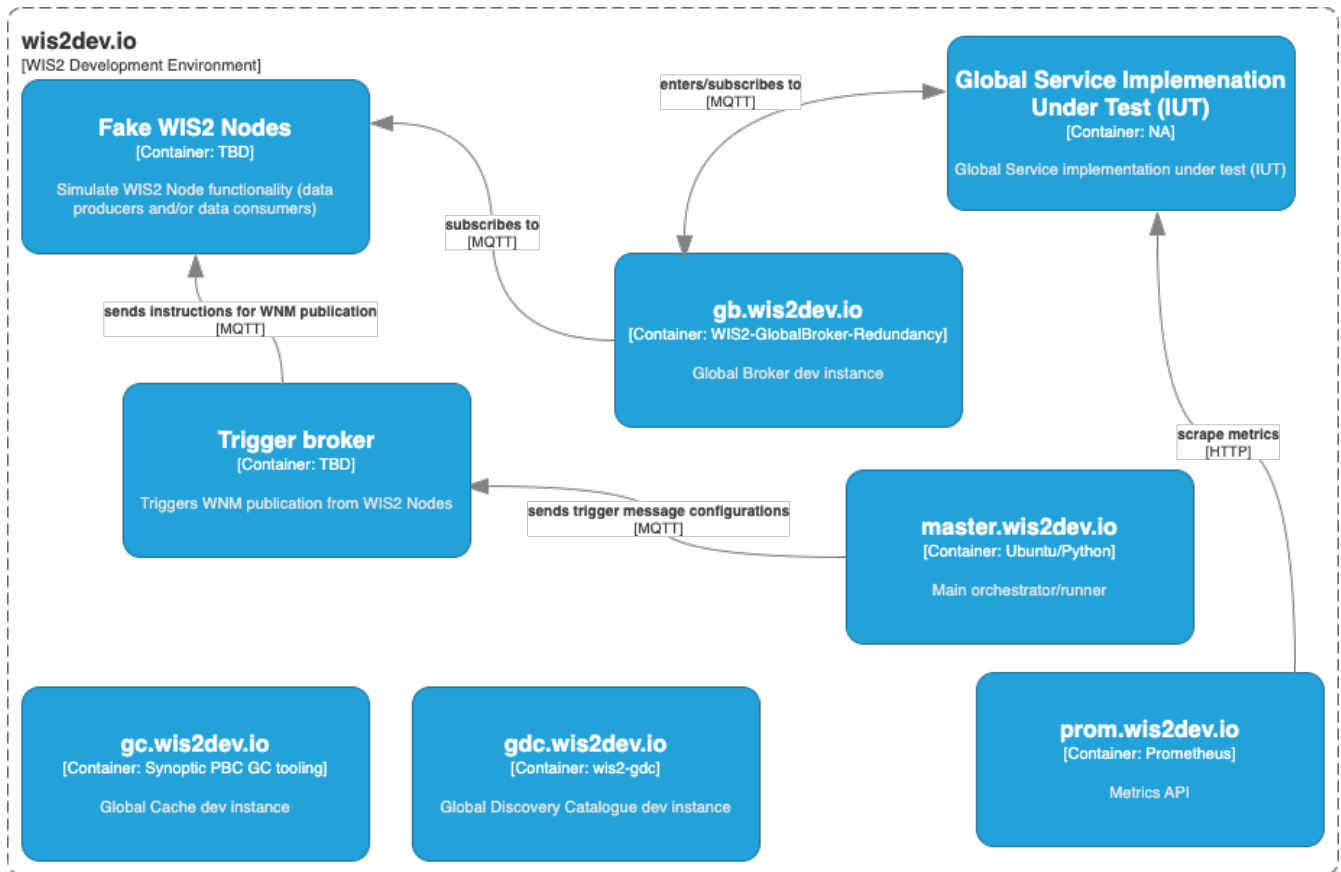 wis2dev.io
[WIS2 Development Environment]
Fake WIS2 Nodes
[Container: TBD]
Simulate WIS2 Node functionality (data
producers and/or data consumers)
enters/subscribes to
[MQTT]
Global Service Implemenation
Under Test (IUT)
[Container: NA]
Global Service implementation under test (IUT)
subscribes to
[MQTT]
gb.wis2dev.io
[Container: WIS2-GlobalBroker-Redundancy]
Global Broker dev instance
sends instructions for WNM publication
[MQTT]
Trigger broker
[Container: TBD]
Triggers WNM publication from WIS2 Nodes
scrape metrics
[HTTP]
sends trigger message configurations
[MQTT]
master.wis2dev.io
[Container: Ubuntu/Python]
Main orchestrator/runner
gc.wis2dev.io
[Container: Synoptic PBC GC tooling]
Global Cache dev instance
gdc.wis2dev.io
[Container: wis2-gdc]
Global Discovery Catalogue dev instance
prom.wis2dev.io
[Container: Prometheus]
Metrics API